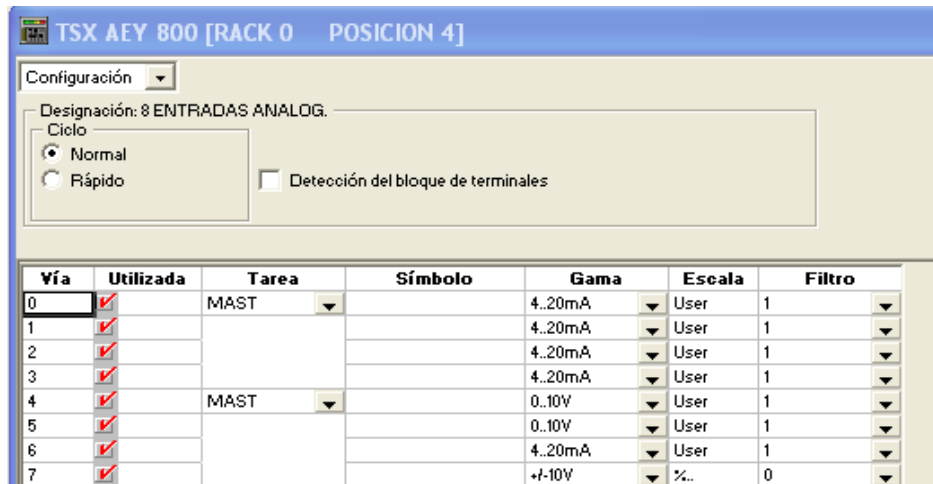 TSX AEY 800 [RACK 0 POSICION 4]
Configuración
Designación: 8 ENTRADAS ANALOG.
Ciclo
Normal
Rápido
Detección del bloque de terminales
Vía Utilizada Tarea Símbolo Gama Escala Filtro
0 MAST 4..20mA User 1
1 4..20mA User 1
2 4..20mA User 1
3 4..20mA User 1
4 MAST 0..10V User 1
5 0..10V User 1
6 4..20mA User 1
7 +/-10V %.. 0